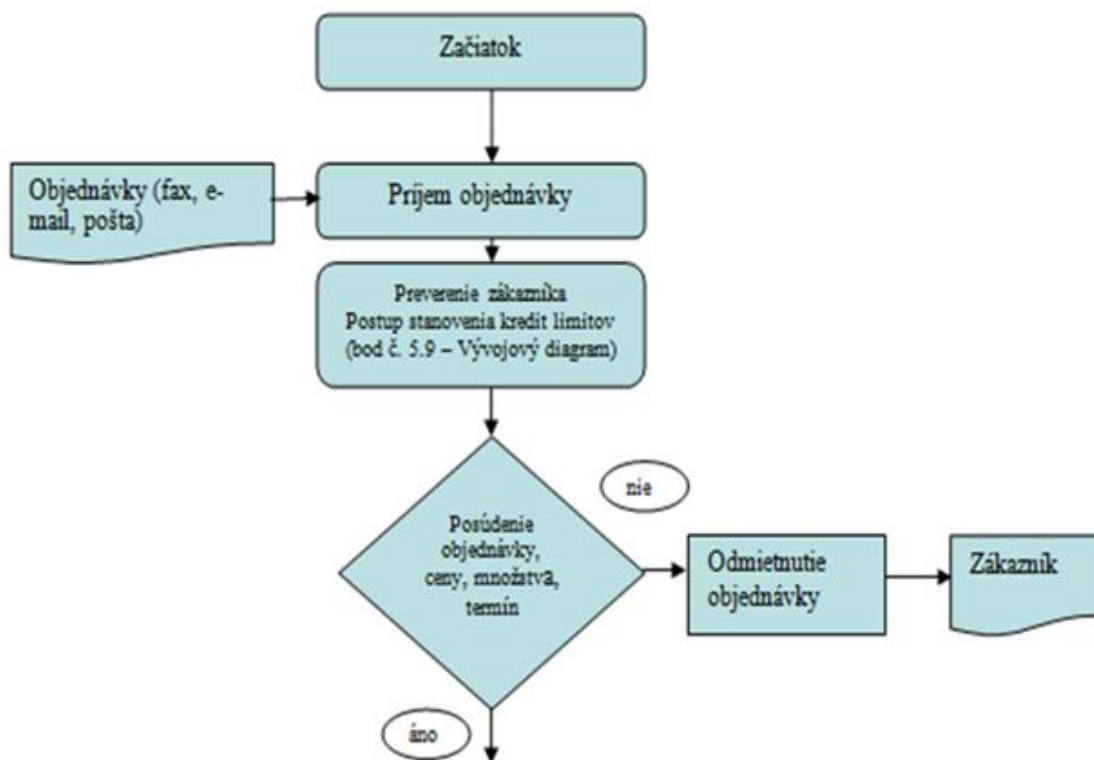 Začiatok
Objednávky (fax, e-
mail, pošta)
Príjem objednávky
Preverenie zákazníka
Postup stanovenia kredit limitov
(bod č. 5.9 – Vývojový diagram)
nie
Posúdenie
objednávky,
ceny, množstva,
termín
Odmietnutie
objednávky
Zákazník
áno